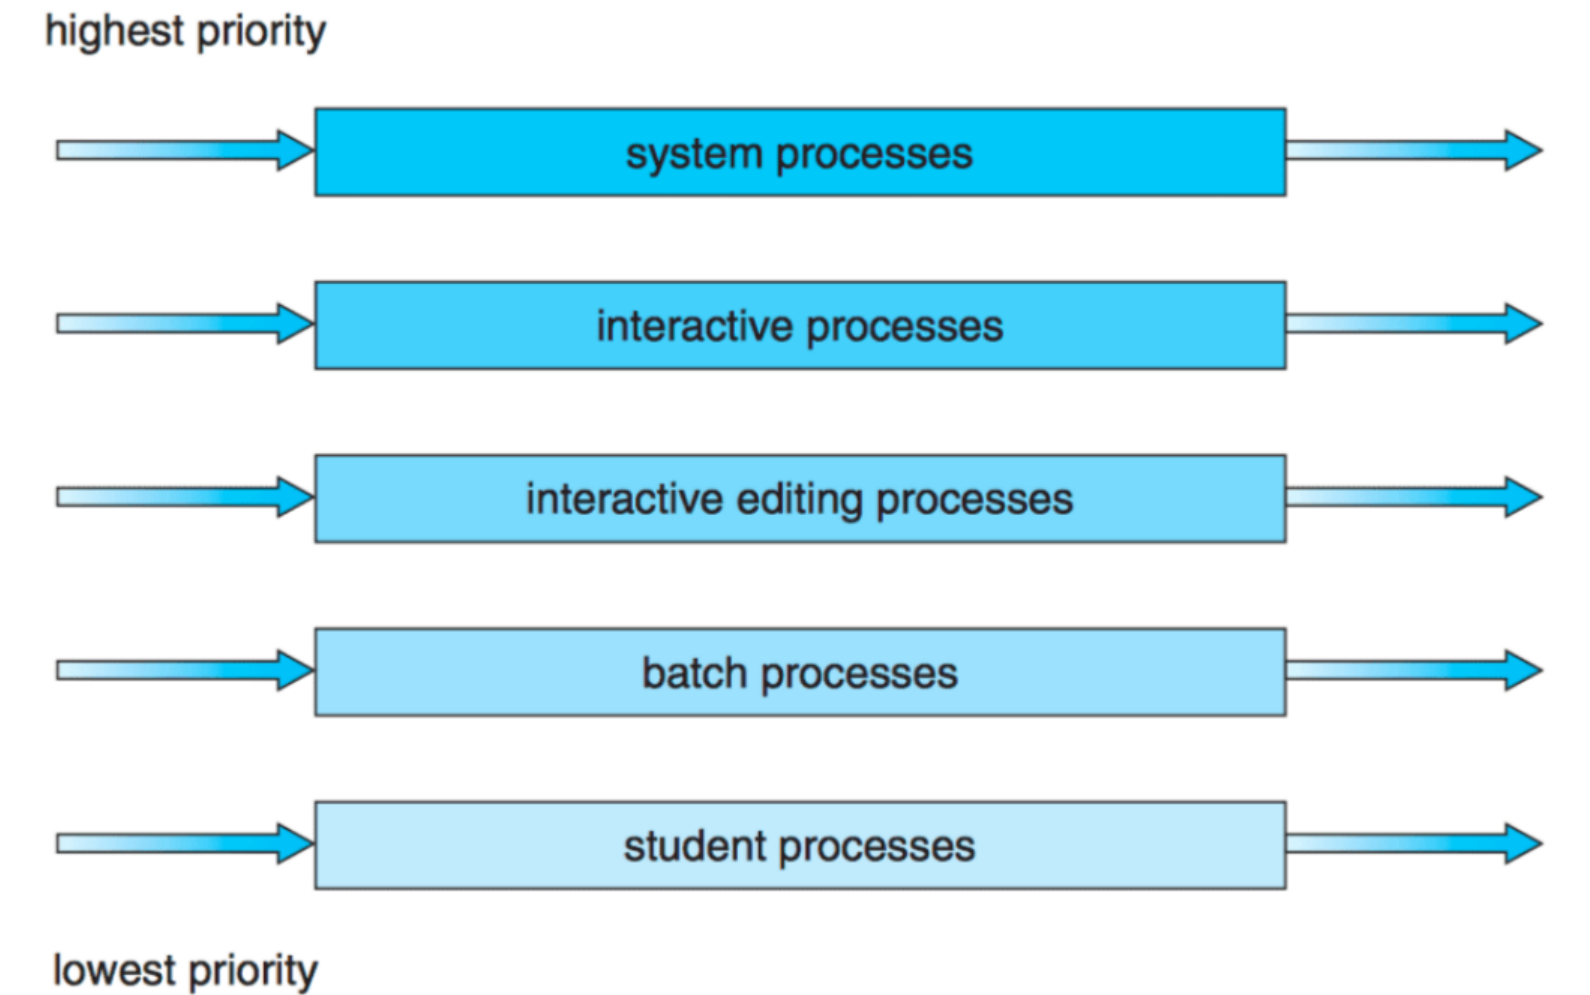 highest priority
system processes
interactive processes
interactive editing processes
batch processes
student processes
lowest priority